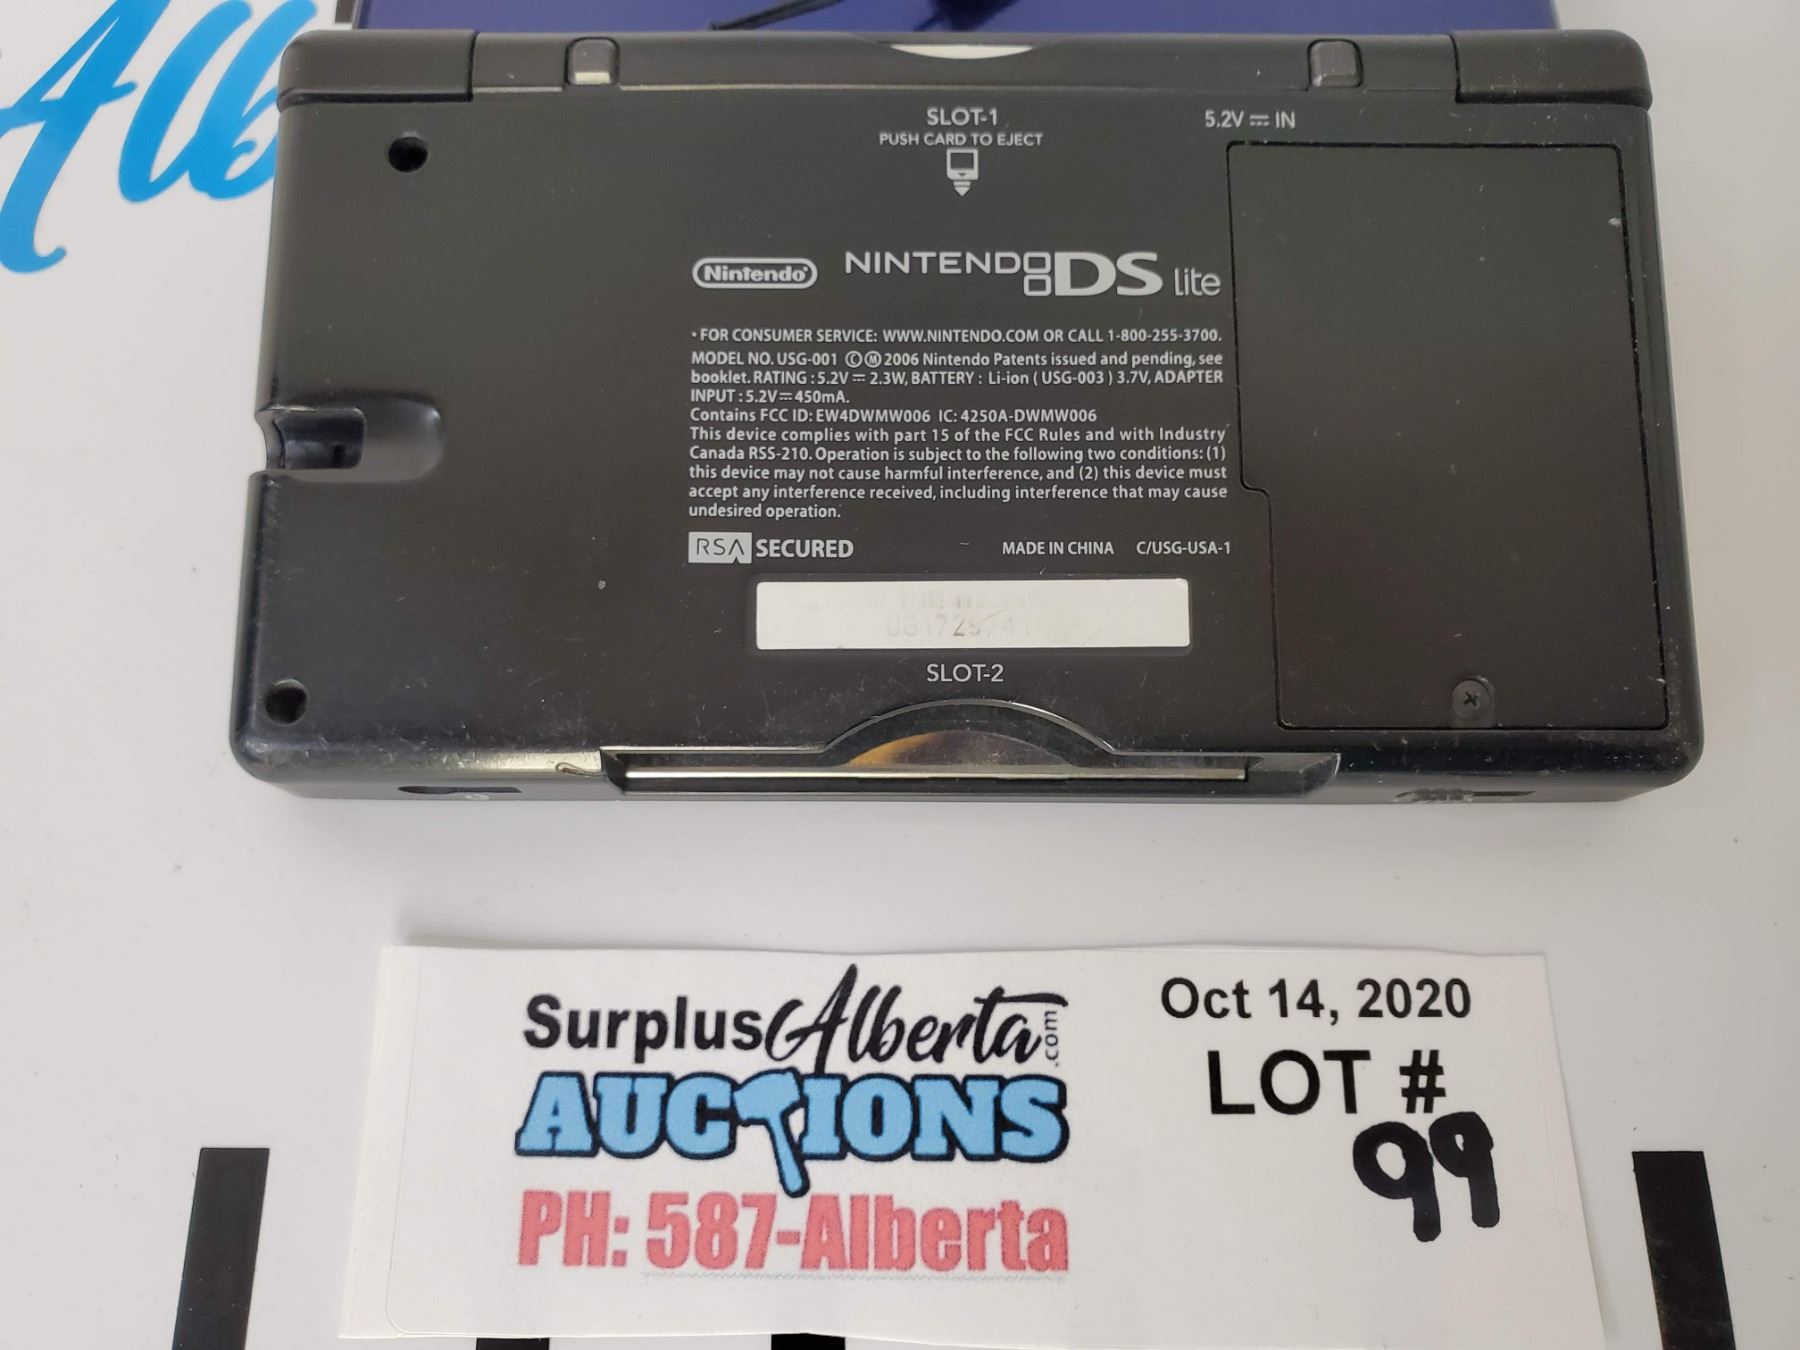 Alb
SLOT-1
PUSH CARD TO EJECT
5.2V ⎓ IN
Nintendo
NINTENDO DS lite
• FOR CONSUMER SERVICE: WWW.NINTENDO.COM OR CALL 1-800-255-3700.
MODEL NO. USG-001 ©Ⓜ2006 Nintendo Patents issued and pending, see
booklet. RATING : 5.2V ⎓ 2.3W, BATTERY : Li-ion ( USG-003 ) 3.7V, ADAPTER
INPUT : 5.2V⎓450mA.
Contains FCC ID: EW4DWMW006 IC: 4250A-DWMW006
This device complies with part 15 of the FCC Rules and with Industry
Canada RSS-210. Operation is subject to the following two conditions: (1)
this device may not cause harmful interference, and (2) this device must
accept any interference received, including interference that may cause
undesired operation.
RSA SECURED
MADE IN CHINA C/USG-USA-1
SLOT-2
SurplusAlberta.com
AUCTIONS
PH: 587-Alberta
Oct 14, 2020
LOT #
99